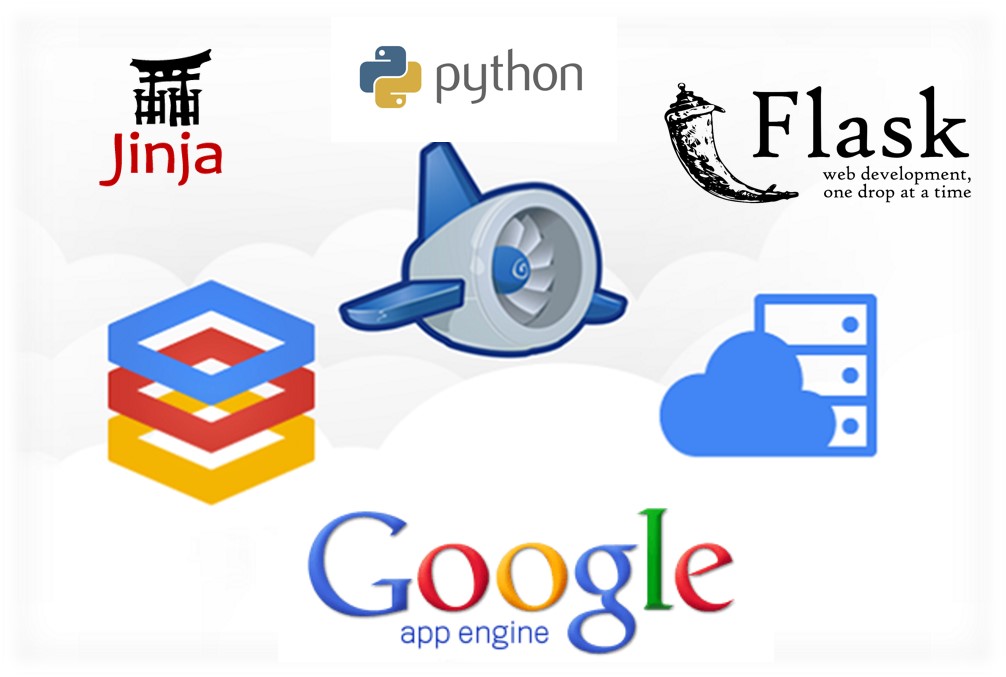 python
Jinja
Flask
web development,
one drop at a time
Google
app engine